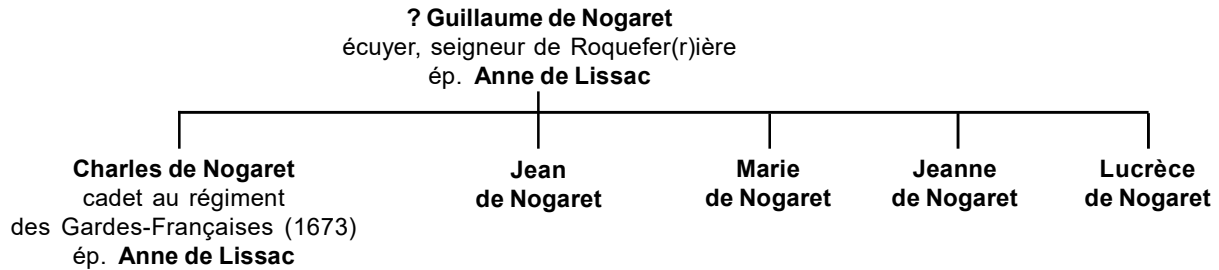 ? Guillaume de Nogaret
écuyer, seigneur de Roquefer(r)ière
ép. Anne de Lissac
Charles de Nogaret
cadet au régiment
des Gardes-Françaises (1673)
ép. Anne de Lissac
Jean
de Nogaret
Marie
de Nogaret
Jeanne
de Nogaret
Lucrèce
de Nogaret